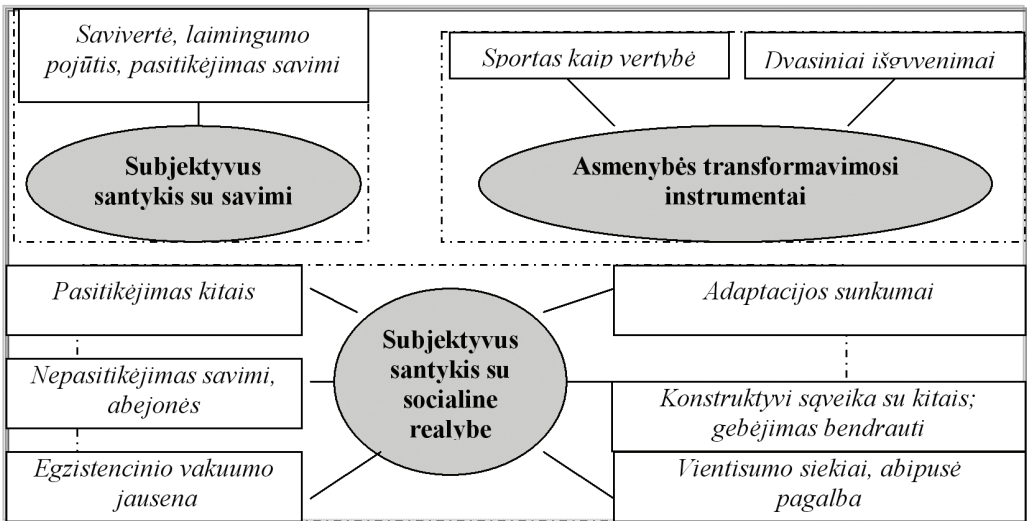 Savivertė, laimingumo
pojūtis, pasitikėjimas savimi
Sportas kaip vertybė
Dvasiniai išgyvenimai
Subjektyvus
santykis su savimi
Asmenybės transformavimosi
instrumentai
Pasitikėjimas kitais
Adaptacijos sunkumai
Subjektyvus
santykis su
socialine
realybe
Nepasitikėjimas savimi,
abejonės
Konstruktyvi sąveika su kitais;
gebėjimas bendrauti
Egzistencinio vakuumo
jausena
Vientisumo siekiai, abipusė
pagalba